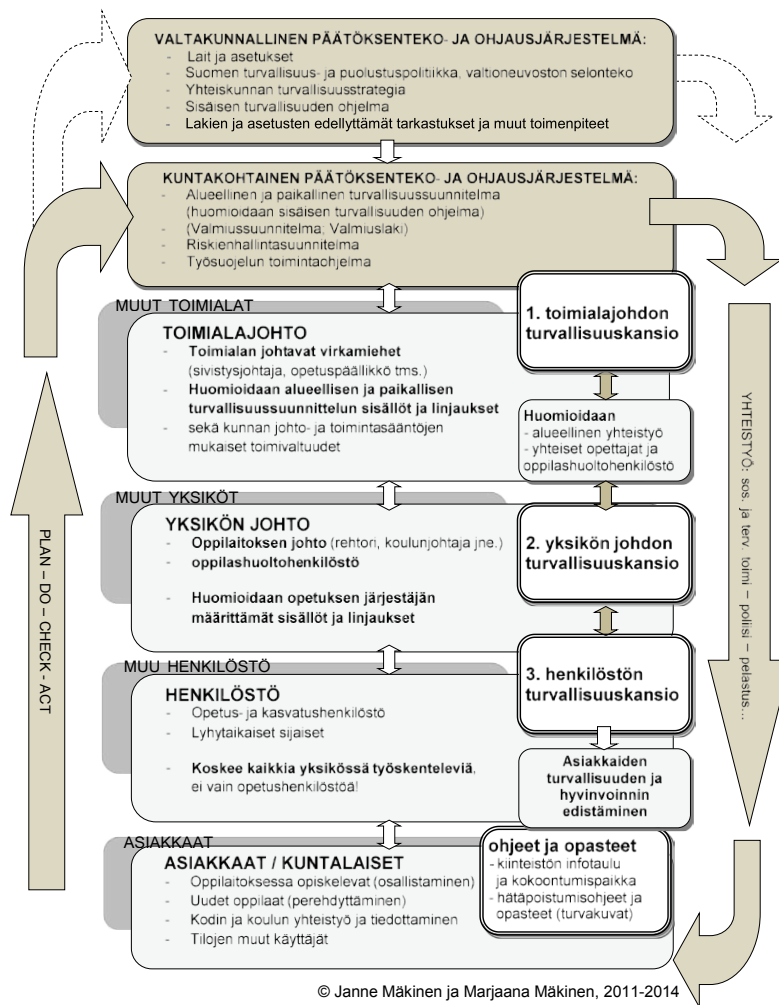 VALTAKUNNALLINEN PÄÄTÖKSENTEKO- JA OHJAUSJÄRJESTELMÄ:
- Lait ja asetukset
- Suomen turvallisuus- ja puolustuspolitiikka, valtioneuvoston selonteko
- Yhteiskunnan turvallisuusstrategia
- Sisäisen turvallisuuden ohjelma
- Lakien ja asetusten edellyttämät tarkastukset ja muut toimenpiteet
KUNTAKOHTAINEN PÄÄTÖKSENTEKO- JA OHJAUSJÄRJESTELMÄ:
- Alueellinen ja paikallinen turvallisuussuunnitelma
(huomioidaan sisäisen turvallisuuden ohjelma)
- (Valmiussuunnitelma; Valmiuslaki)
- Riskienhallintasuunnitelma
- Työsuojelun toimintaohjelma
MUUT TOIMIALAT
TOIMIALAJOHTO
- Toimialan johtavat virkamiehet
(sivistysjohtaja, opetuspäällikkö tms.)
- Huomioidaan alueellisen ja paikallisen
turvallisuussuunnittelun sisällöt ja linjaukset
- sekä kunnan johto- ja toimintasääntöjen
mukaiset toimivaltuudet
1. toimialajohdon
turvallisuuskansio
Huomioidaan
- alueellinen yhteistyö
- yhteiset opettajat ja
oppilashuoltohenkilöstö
MUUT YKSIKÖT
YKSIKÖN JOHTO
- Oppilaitoksen johto (rehtori, koulunjohtaja jne.)
- oppilashuoltohenkilöstö
- Huomioidaan opetuksen järjestäjän
määrittämät sisällöt ja linjaukset
2. yksikön johdon
turvallisuuskansio
MUU HENKILÖSTÖ
HENKILÖSTÖ
- Opetus- ja kasvatushenkilöstö
- Lyhytaikaiset sijaiset
- Koskee kaikkia yksikössä työskenteleviä,
ei vain opetushenkilöstöä!
3. henkilöstön
turvallisuuskansio
Asiakkaiden
turvallisuuden ja
hyvinvoinnin
edistäminen
ASIAKKAAT
ASIAKKAAT / KUNTALAISET
- Oppilaitoksessa opiskelevat (osallistaminen)
- Uudet oppilaat (perehdyttäminen)
- Kodin ja koulun yhteistyö ja tiedottaminen
- Tilojen muut käyttäjät
ohjeet ja opasteet
- kiinteistön infotaulu
ja kokoontumispaikka
- hätäpoistumisohjeet ja
opasteet (turvakuvat)
PLAN – DO – CHECK - ACT
YHTEISTYÖ: sos. ja terv. toimi – poliisi – pelastus...
© Janne Mäkinen ja Marjaana Mäkinen, 2011-2014